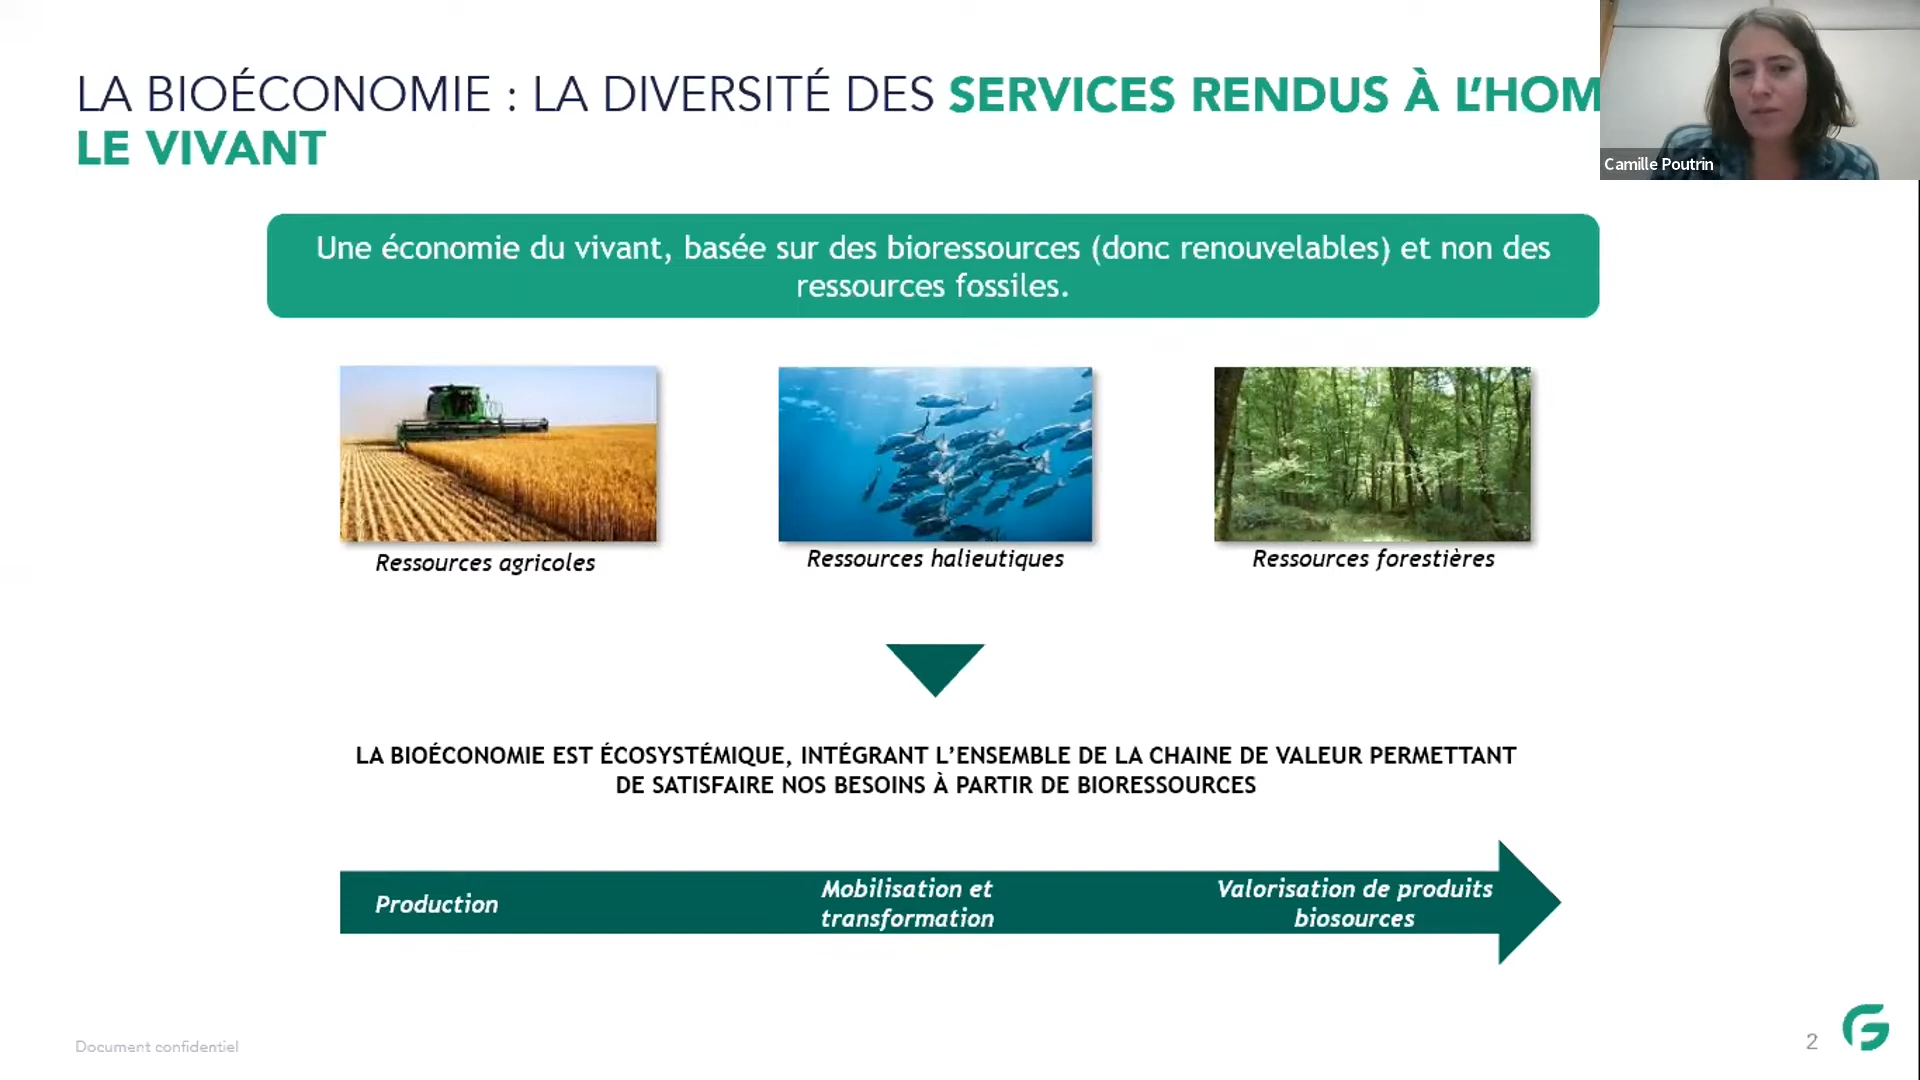 LA BIOÉCONOMIE : LA DIVERSITÉ DES SERVICES RENDUS À L’HOM
LE VIVANT
Camille Poutrin
Une économie du vivant, basée sur des bioressources (donc renouvelables) et non des
ressources fossiles.
Ressources agricoles
Ressources halieutiques
Ressources forestières
LA BIOÉCONOMIE EST ÉCOSYSTÉMIQUE, INTÉGRANT L’ENSEMBLE DE LA CHAINE DE VALEUR PERMETTANT
DE SATISFAIRE NOS BESOINS À PARTIR DE BIORESSOURCES
Production
Mobilisation et
transformation
Valorisation de produits
biosources
Document confidentiel
2